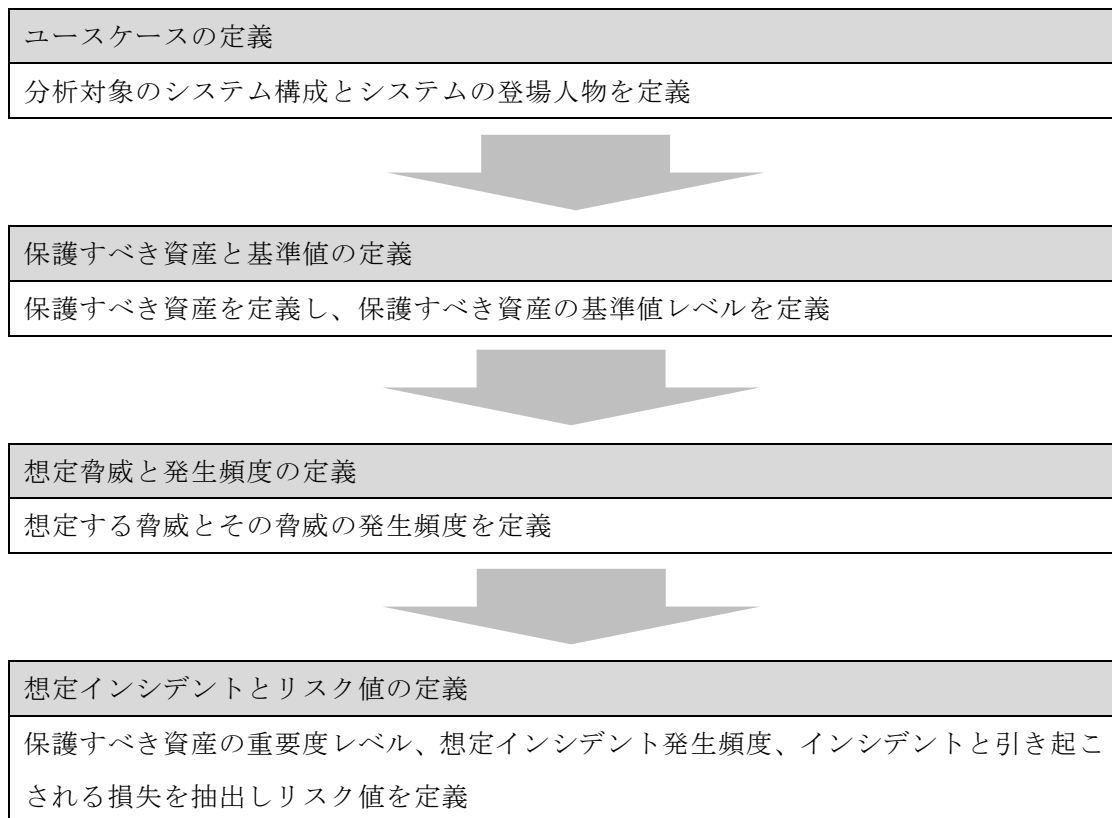 ユースケースの定義
分析対象のシステム構成とシステムの登場人物を定義
保護すべき資産と基準値の定義
保護すべき資産を定義し、保護すべき資産の基準値レベルを定義
想定脅威と発生頻度の定義
想定する脅威とその脅威の発生頻度を定義
想定インシデントとリスク値の定義
保護すべき資産の重要度レベル、想定インシデント発生頻度、インシデントと引き起こ
される損失を抽出しリスク値を定義